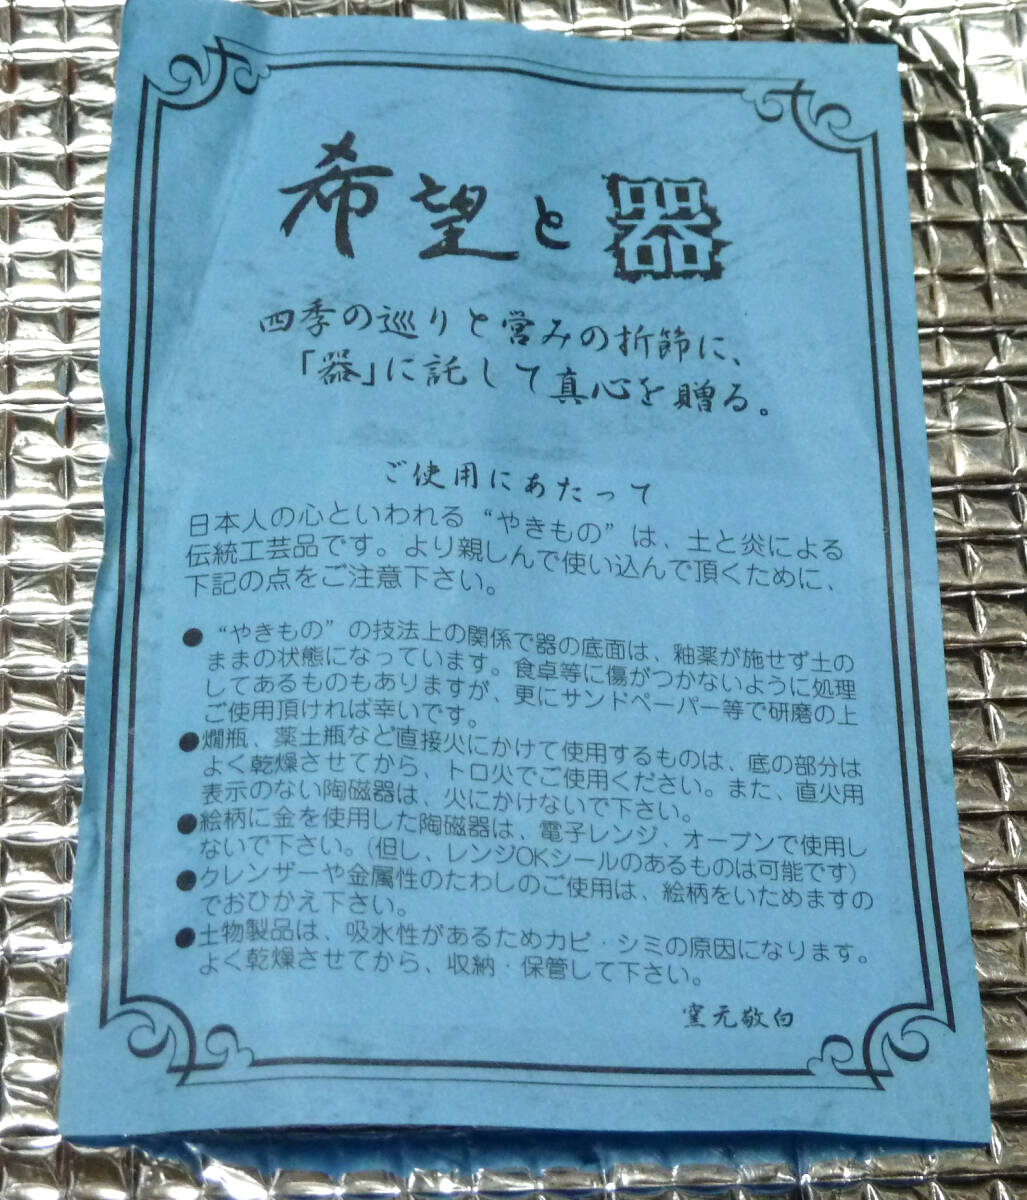 希望と器
四季の巡りと営みの折節に、
「器」に託して真心を贈る。
ご使用にあたって
日本人の心といわれる“やきもの”は、土と炎による
伝統工芸品です。より親しんで使い込んで頂くために、
下記の点をご注意下さい。
●“やきもの”の技法上の関係で器の底面は、釉薬が施せず土の
ままの状態になっています。食卓等に傷がつかないように処理
してあるものもありますが、更にサンドペーパー等で研磨の上
ご使用頂ければ幸いです。
●燗瓶、薬土瓶など直接火にかけて使用するものは、底の部分は
よく乾燥させてから、トロ火でご使用ください。また、直火用
表示のない陶磁器は、火にかけないで下さい。
●絵柄に金を使用した陶磁器は、電子レンジ、オーブンで使用し
ないで下さい。(但し、レンジOKシールのあるものは可能です)
●クレンザーや金属性のたわしのご使用は、絵柄をいためますの
でおひかえ下さい。
●土物製品は、吸水性があるためカビ・シミの原因になります。
よく乾燥させてから、収納・保管して下さい。
窯元敬白